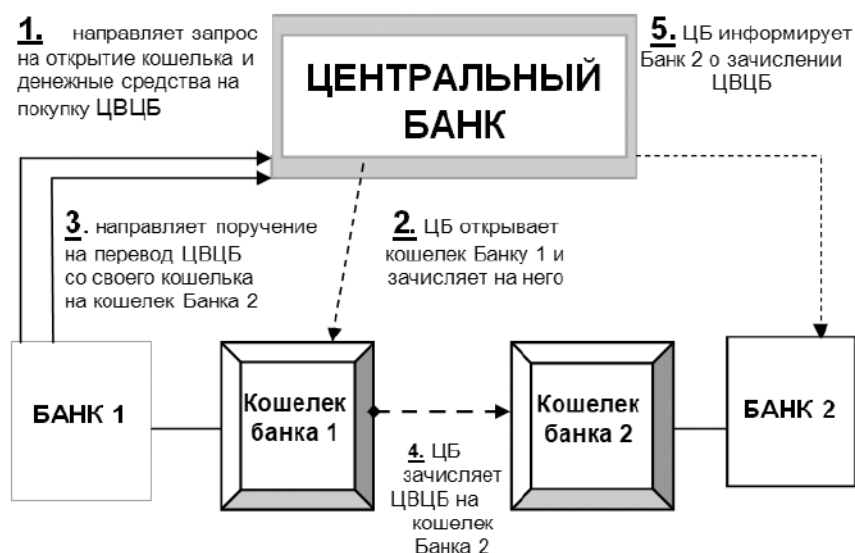 1. направляет запрос
на открытие кошелька и
денежные средства на
покупку ЦВЦБ
ЦЕНТРАЛЬНЫЙ
БАНК
5. ЦБ информирует
Банк 2 о зачислении
ЦВЦБ
3. направляет поручение
на перевод ЦВЦБ
со своего кошелька
на кошелек Банка 2
2. ЦБ открывает
кошелек Банку 1 и
зачисляет на него
БАНК 1
Кошелек
банка 1
4. ЦБ
зачисляет
ЦВЦБ на
кошелек
Банка 2
Кошелек
банка 2
БАНК 2